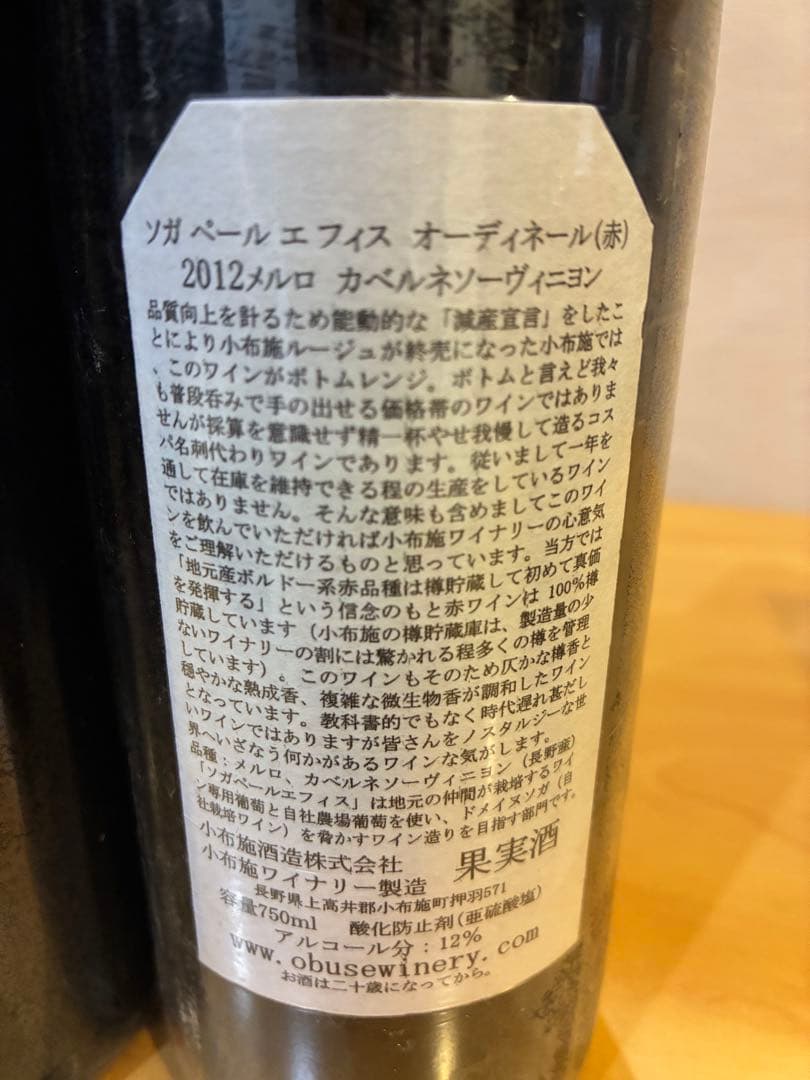 ソガ ペール エ フィス オーディネール(赤)
2012メルロ カベルネソーヴィニヨン
品質向上を計るため能動的な「減産宣言」をしたこ
とにより小布施ルージュが終売になった小布施では
、このワインがボトムレンジ。ボトムと言えど我々
も普段呑みで手の出せる価格帯のワインではありま
せんが採算を意識せず精一杯やせ我慢して造るコス
パ名刺代わりワインであります。従いまして一年を
通して在庫を維持できる程の生産をしているワイン
ではありません。そんな意味も含めましてこのワイ
ンを飲んでいただければ小布施ワイナリーの心意気
をご理解いただけるものと思っています。当方では
「地元産ボルドー系赤品種は樽貯蔵して初めて真価
を発揮する」という信念のもと赤ワインは100%樽
貯蔵しています(小布施の樽貯蔵庫は、製造量の少
ないワイナリーの割には驚かれる程多くの樽を管理
しています)。このワインもそのため仄かな樽香と
穏やかな熟成香、複雑な微生物香が調和したワイン
となっています。教科書的でもなく時代遅れ甚だし
いワインではありますが皆さんをノスタルジーな世
界へいざなう何かがあるワインな気がします。
品種:メルロ、カベルネソーヴィニヨン(長野産)
「ソガペールエフィス」は地元の仲間が栽培するワイ
ン専用葡萄と自社農場葡萄を使い、ドメイヌソガ(自
社栽培ワイン)を脅かすワイン造りを目指す部門です。
小布施酒造株式会社 果実酒
小布施ワイナリー製造
長野県上高井郡小布施町押羽571
容量750ml 酸化防止剤(亜硫酸塩)
アルコール分:12%
www.obusewinery.com
お酒は二十歳になってから。